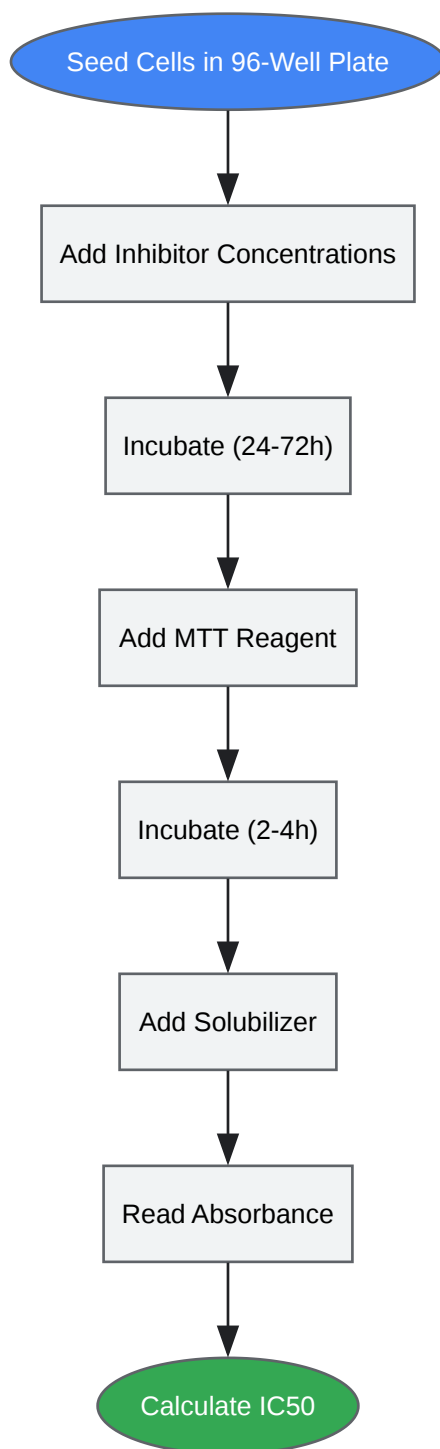 Seed Cells in 96-Well Plate
Add Inhibitor Concentrations
Incubate (24-72h)
Add MTT Reagent
Incubate (2-4h)
Add Solubilizer
Read Absorbance
Calculate IC50